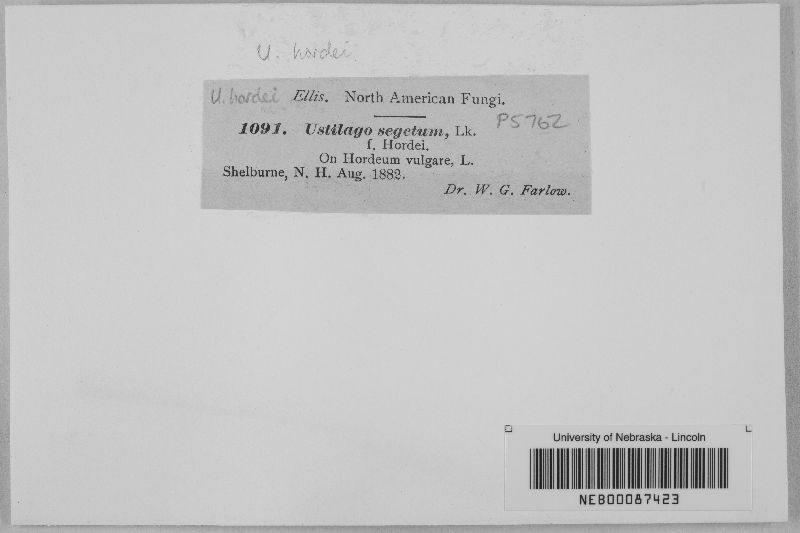 U. hordei
U. hordei Ellis. North American Fungi.
P5762
1091. Ustilago segetum, Lk.
f. Hordei.
On Hordeum vulgare, L.
Shelburne, N. H. Aug. 1882.
Dr. W. G. Farlow.
University of Nebraska - Lincoln
NEB00087423